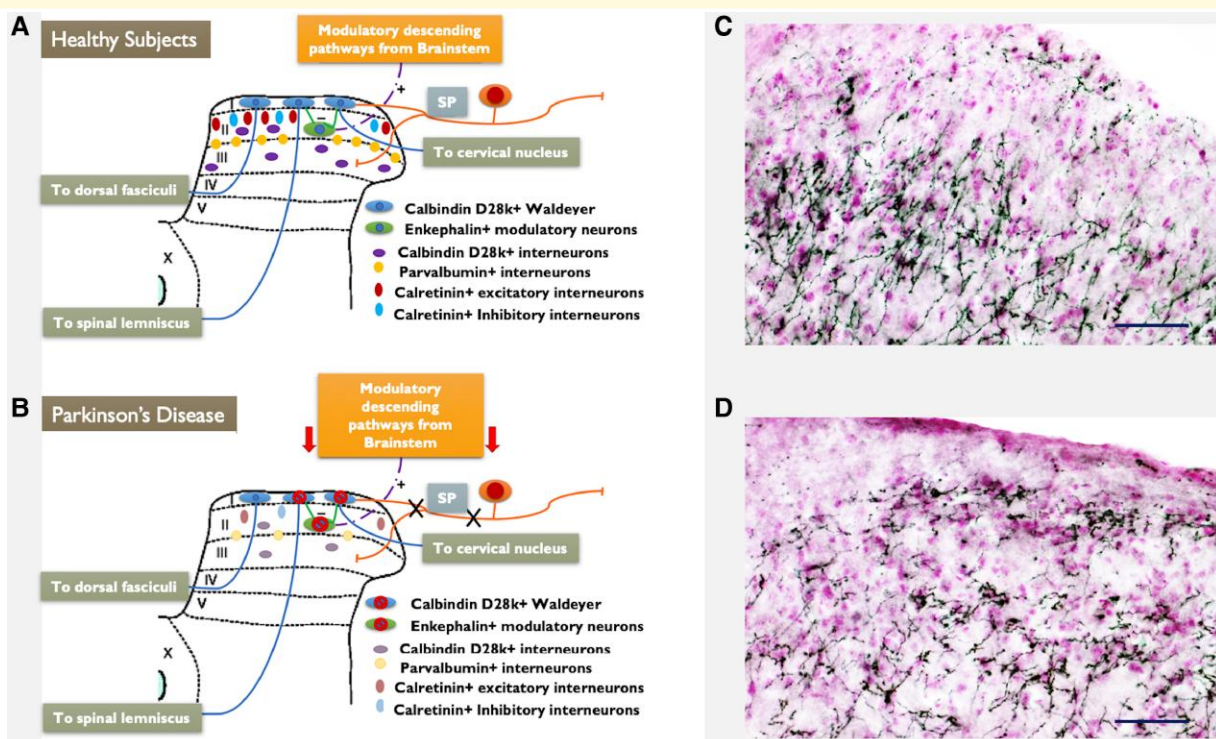 A
Healthy Subjects
Modulatory descending
pathways from Brainstem
+
SP
–
II
III
IV
V
X
To cervical nucleus
To dorsal fasciculi
To spinal lemniscus
Calbindin D28k+ Waldeyer
Enkephalin+ modulatory neurons
Calbindin D28k+ interneurons
Parvalbumin+ interneurons
Calretinin+ excitatory interneurons
Calretinin+ Inhibitory interneurons
B
Parkinson's Disease
Modulatory
descending
pathways from
Brainstem
+
SP
I
–
II
III
IV
V
X
To cervical nucleus
To dorsal fasciculi
To spinal lemniscus
Calbindin D28k+ Waldeyer
Enkephalin+ modulatory neurons
Calbindin D28k+ interneurons
Parvalbumin+ interneurons
Calretinin+ excitatory interneurons
Calretinin+ Inhibitory interneurons
C
D